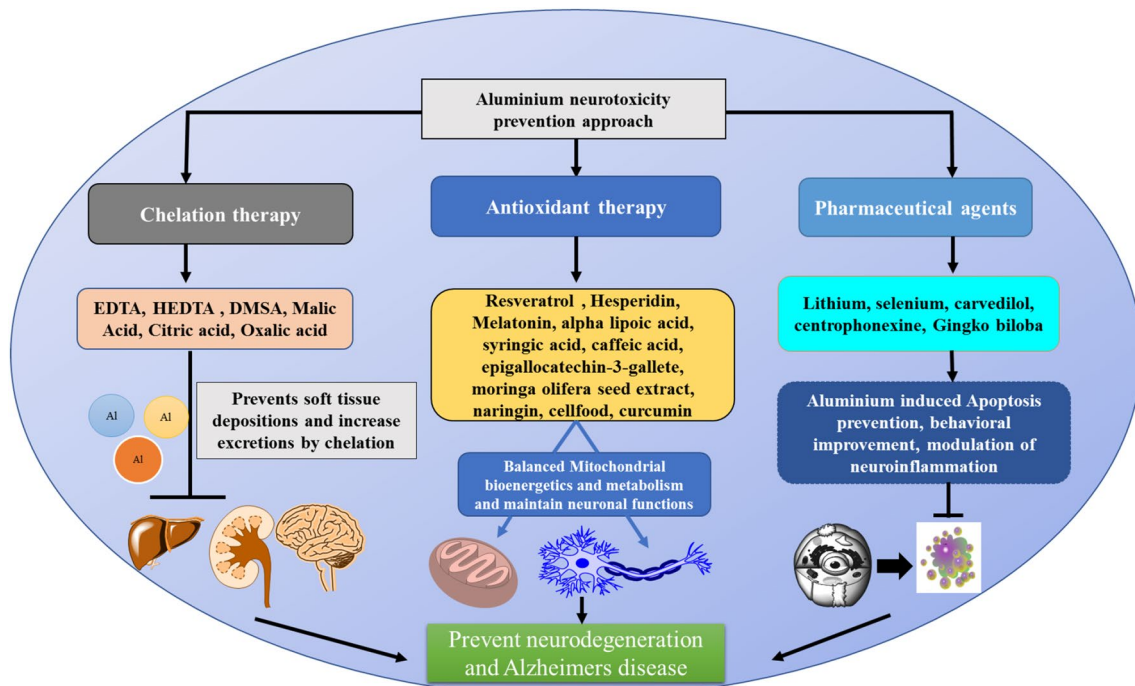 Aluminium neurotoxicity
prevention approach
Chelation therapy
Antioxidant therapy
Pharmaceutical agents
EDTA, HEDTA , DMSA, Malic
Acid, Citric acid, Oxalic acid
Resveratrol , Hesperidin,
Melatonin, alpha lipoic acid,
syringic acid, caffeic acid,
epigallocatechin-3-gallete,
moringa olifera seed extract,
naringin, cellfood, curcumin
Lithium, selenium, carvedilol,
centrophonexine, Gingko biloba
Al
Al
Al
Prevents soft tissue
depositions and increase
excretions by chelation
Balanced Mitochondrial
bioenergetics and metabolism
and maintain neuronal functions
Aluminium induced Apoptosis
prevention, behavioral
improvement, modulation of
neuroinflammation
Prevent neurodegeneration
and Alzheimers disease